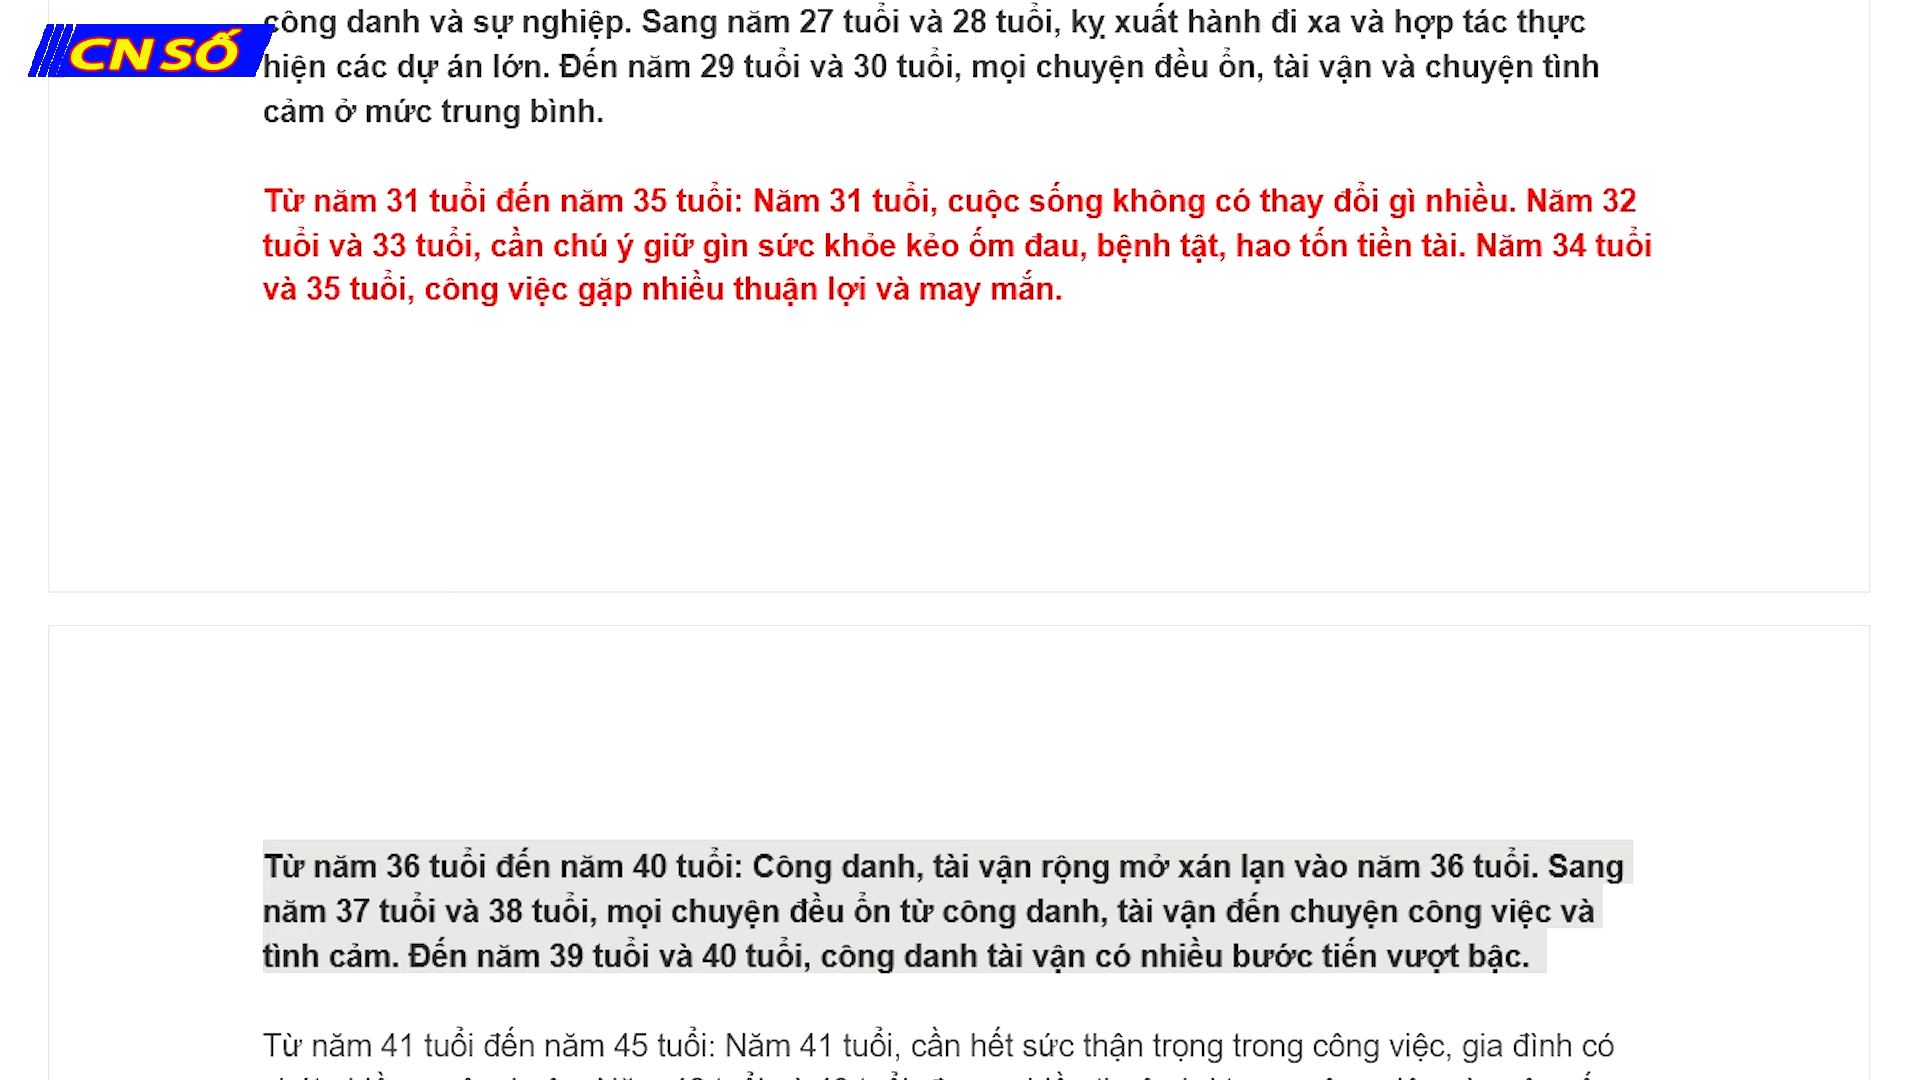 công danh và sự nghiệp. Sang năm 27 tuổi và 28 tuổi, kỵ xuất hành đi xa và hợp tác thực
CN SỐ
hiện các dự án lớn. Đến năm 29 tuổi và 30 tuổi, mọi chuyện đều ổn, tài vận và chuyện tình
cảm ở mức trung bình.
Từ năm 31 tuổi đến năm 35 tuổi: Năm 31 tuổi, cuộc sống không có thay đổi gì nhiều. Năm 32
tuổi và 33 tuổi, cần chú ý giữ gìn sức khỏe kẻo ốm đau, bệnh tật, hao tốn tiền tài. Năm 34 tuổi
và 35 tuổi, công việc gặp nhiều thuận lợi và may mắn.
Từ năm 36 tuổi đến năm 40 tuổi: Công danh, tài vận rộng mở xán lạn vào năm 36 tuổi. Sang
năm 37 tuổi và 38 tuổi, mọi chuyện đều ổn từ công danh, tài vận đến chuyện công việc và
tình cảm. Đến năm 39 tuổi và 40 tuổi, công danh tài vận có nhiều bước tiến vượt bậc.
Từ năm 41 tuổi đến năm 45 tuổi: Năm 41 tuổi, cần hết sức thận trọng trong công việc, gia đình có